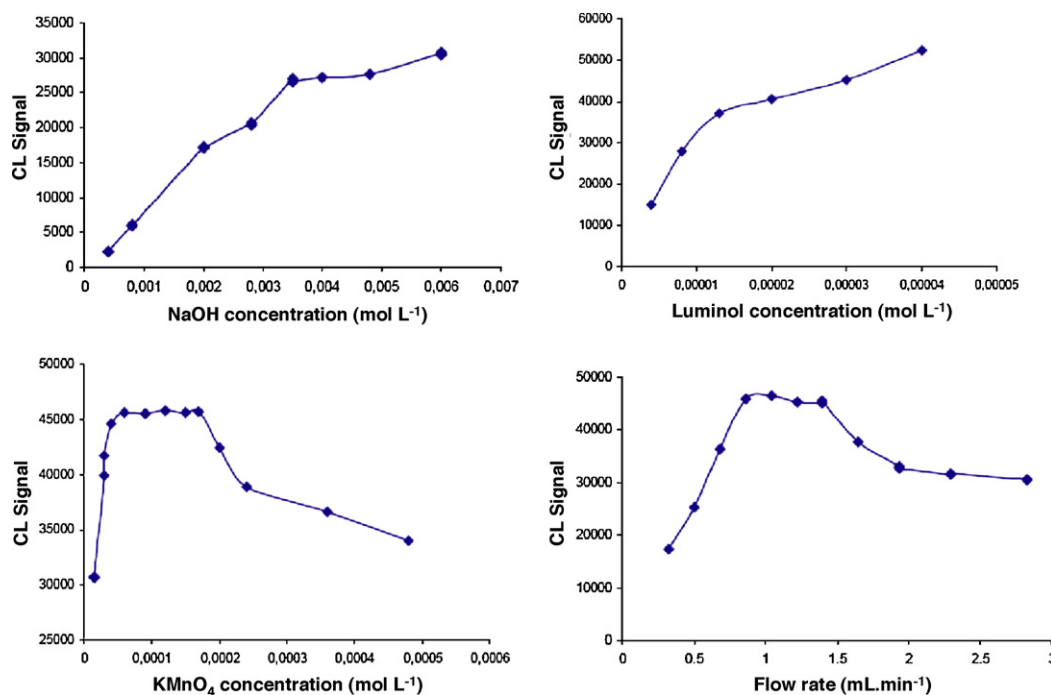 35000
30000
25000
20000
15000
10000
5000
0
CL Signal
0 0,001 0,002 0,003 0,004 0,005 0,006 0,007
NaOH concentration (mol L⁻¹)
60000
50000
40000
30000
20000
10000
0
CL Signal
0 0,00001 0,00002 0,00003 0,00004 0,00005
Luminol concentration (mol L⁻¹)
50000
45000
40000
35000
30000
25000
CL Signal
0 0,0001 0,0002 0,0003 0,0004 0,0005 0,0006
KMnO₄ concentration (mol L⁻¹)
50000
40000
30000
20000
10000
0
CL Signal
0 0.5 1 1.5 2 2.5 3
Flow rate (mL.min⁻¹)